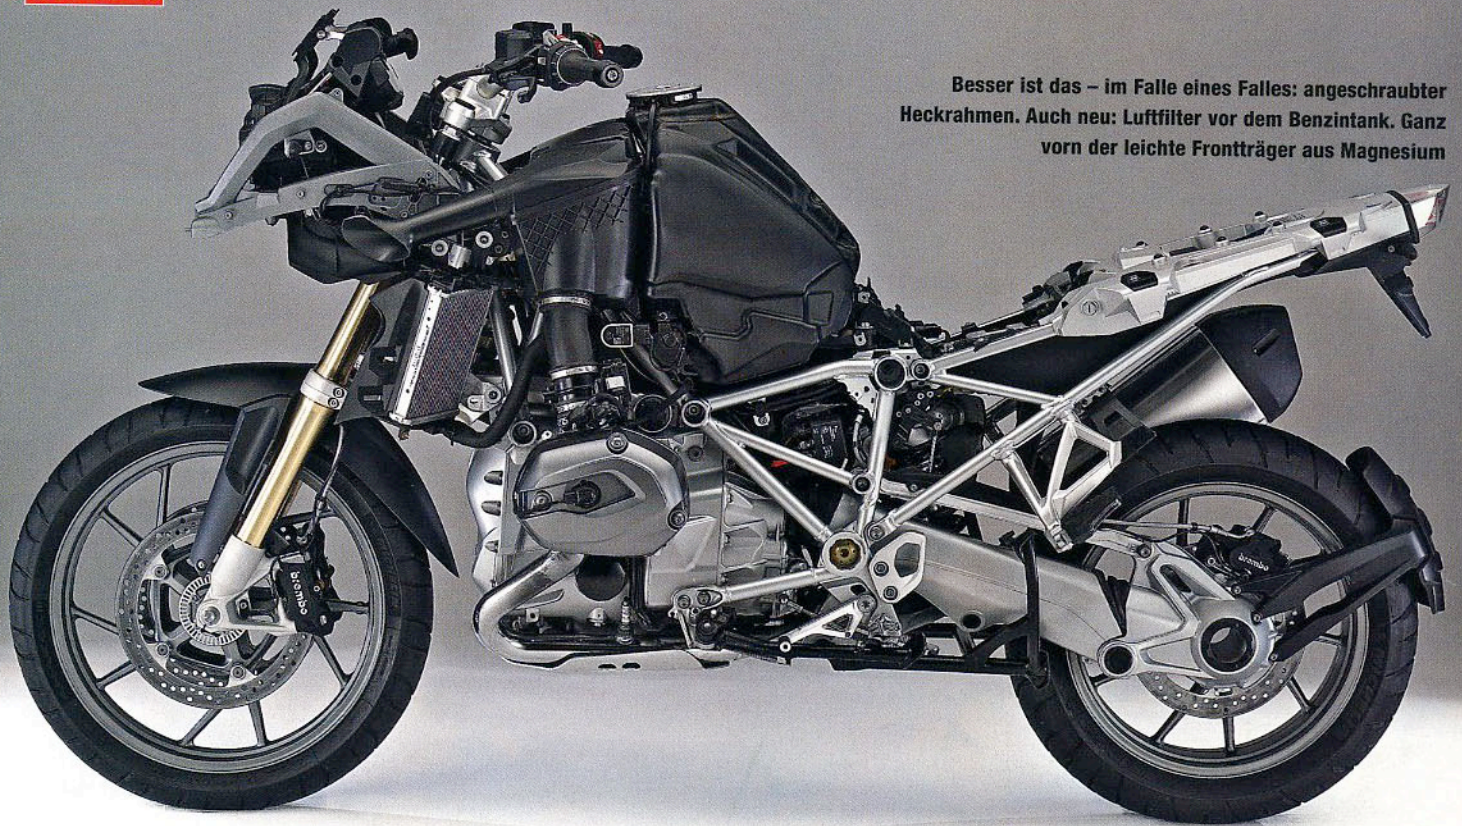 Besser ist das – im Falle eines Falles: angeschraubter
Heckrahmen. Auch neu: Luftfilter vor dem Benzintank. Ganz
vorn der leichte Frontträger aus Magnesium
brembo
brembo